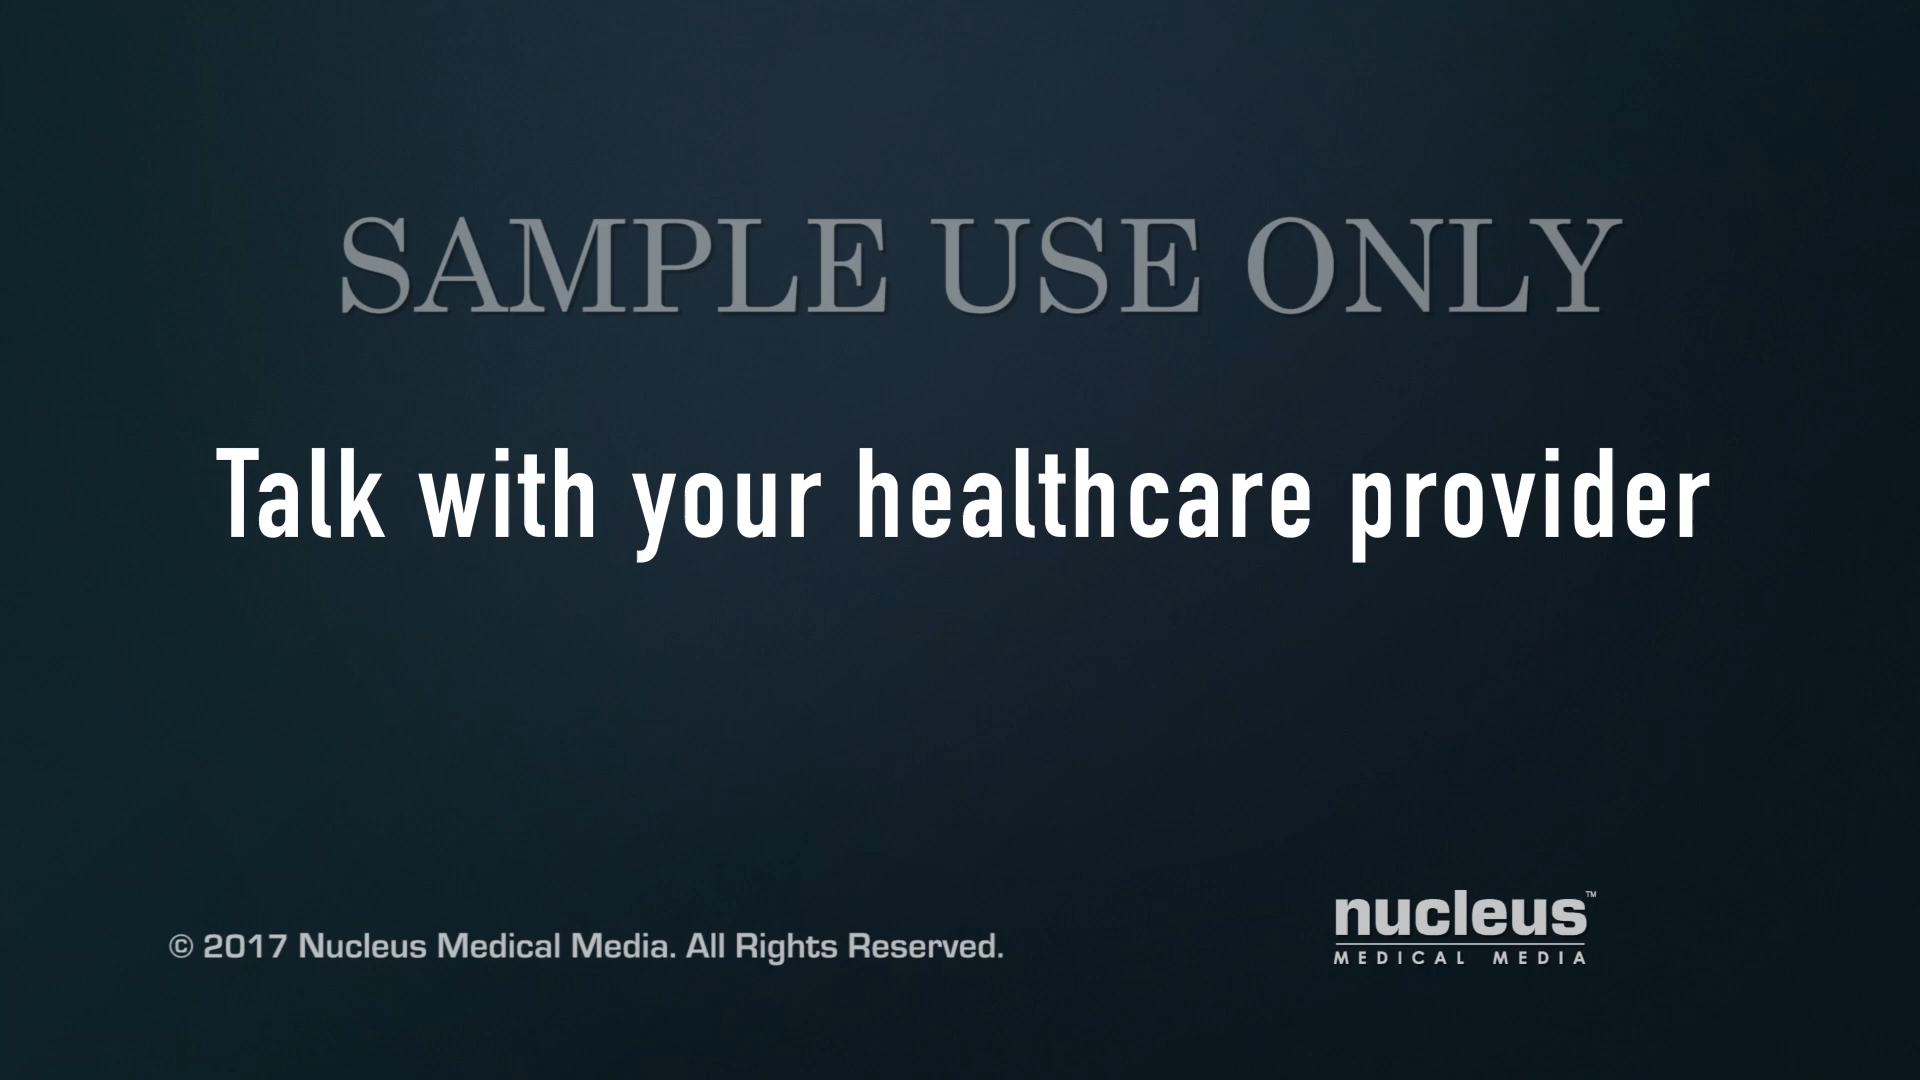 SAMPLE USE ONLY
Talk with your healthcare provider
© 2017 Nucleus Medical Media. All Rights Reserved.
nucleus™
MEDICAL MEDIA